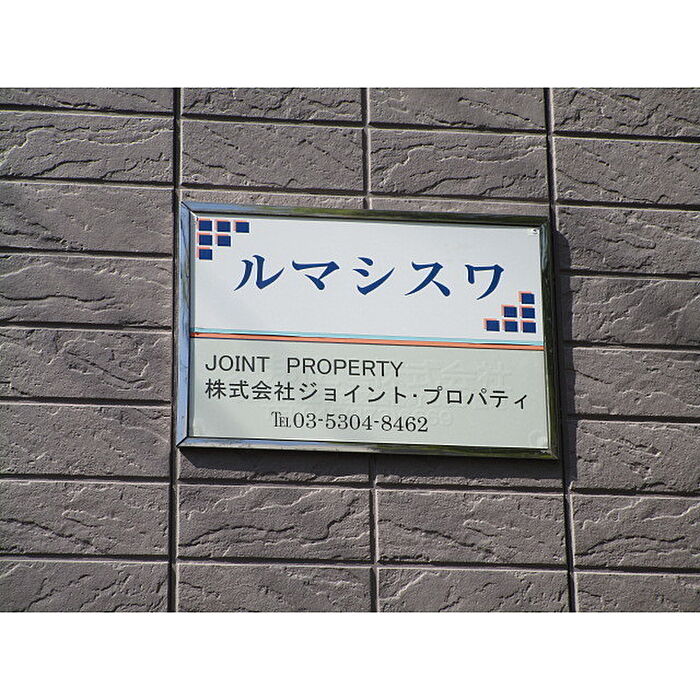 ルマシスワ
JOINT PROPERTY
株式会社ジョイント・プロパティ
℡03-5304-8462